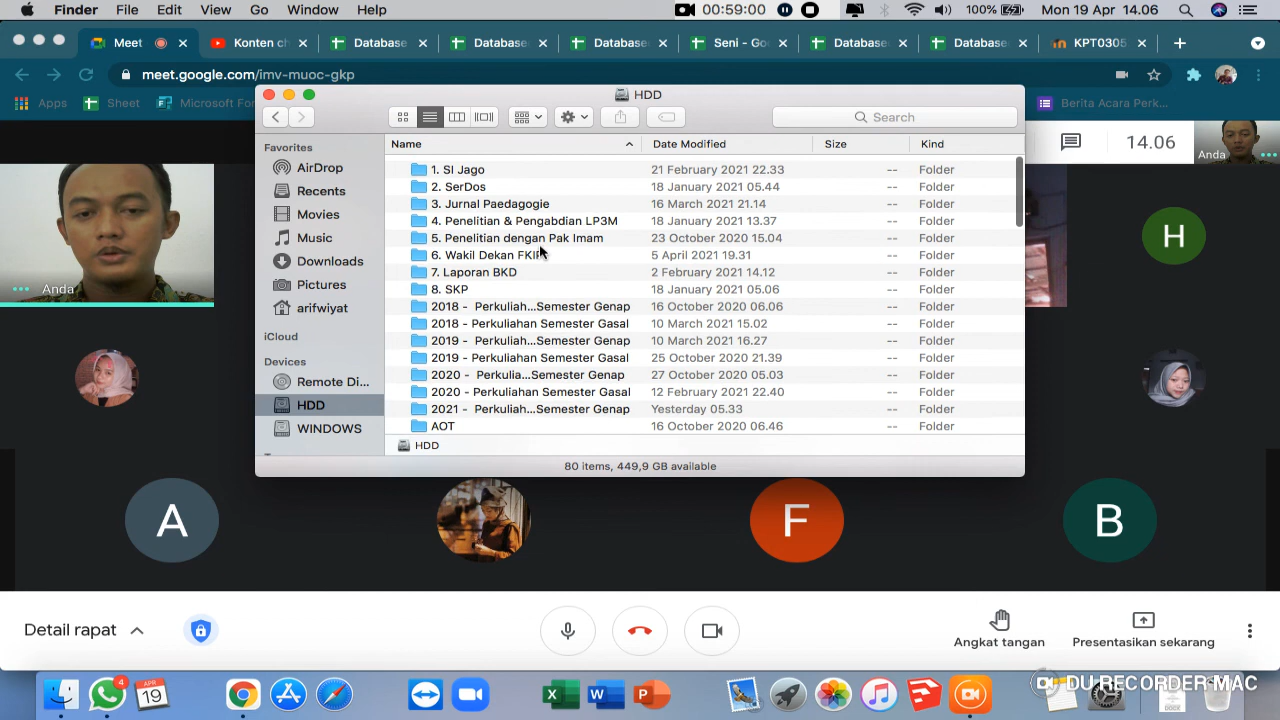 Finder File Edit View Go Window Help 00:59:00 100% Mon 19 Apr 14.06
Meet Konten ch Database Database Database Seni - Goo Database Database KPT0305
meet.google.com/imv-muoc-gkp
Apps Sheet Microsoft Fo Berita Acara Perk...
HDD
Search
Favorites
AirDrop
Recents
Movies
Music
Downloads
Pictures
arifwiyat
iCloud
Devices
Remote Di...
HDD
WINDOWS
Name Date Modified Size Kind
1. SI Jago 21 February 2021 22.33 -- Folder
2. SerDos 18 January 2021 05.44 -- Folder
3. Jurnal Paedagogie 16 March 2021 21.14 -- Folder
4. Penelitian & Pengabdian LP3M 18 January 2021 13.37 -- Folder
5. Penelitian dengan Pak Imam 23 October 2020 15.04 -- Folder
6. Wakil Dekan FKIP 5 April 2021 19.31 -- Folder
7. Laporan BKD 2 February 2021 14.12 -- Folder
8. SKP 18 January 2021 05.06 -- Folder
2018 - Perkuliah...Semester Genap 16 October 2020 06.06 -- Folder
2018 - Perkuliahan Semester Gasal 10 March 2021 15.02 -- Folder
2019 - Perkuliah...Semester Genap 10 March 2021 16.27 -- Folder
2019 - Perkuliahan Semester Gasal 25 October 2020 21.39 -- Folder
2020 - Perkulia...Semester Genap 27 October 2020 05.03 -- Folder
2020 - Perkuliahan Semester Gasal 12 February 2021 22.40 -- Folder
2021 - Perkuliah...Semester Genap Yesterday 05.33 -- Folder
AOT 16 October 2020 06.46 -- Folder
HDD
80 items, 449,9 GB available
14.06
Anda
Anda
H
A
F
B
Detail rapat
Angkat tangan
Presentasikan sekarang
4
APR
19
DU RECORDER MAC